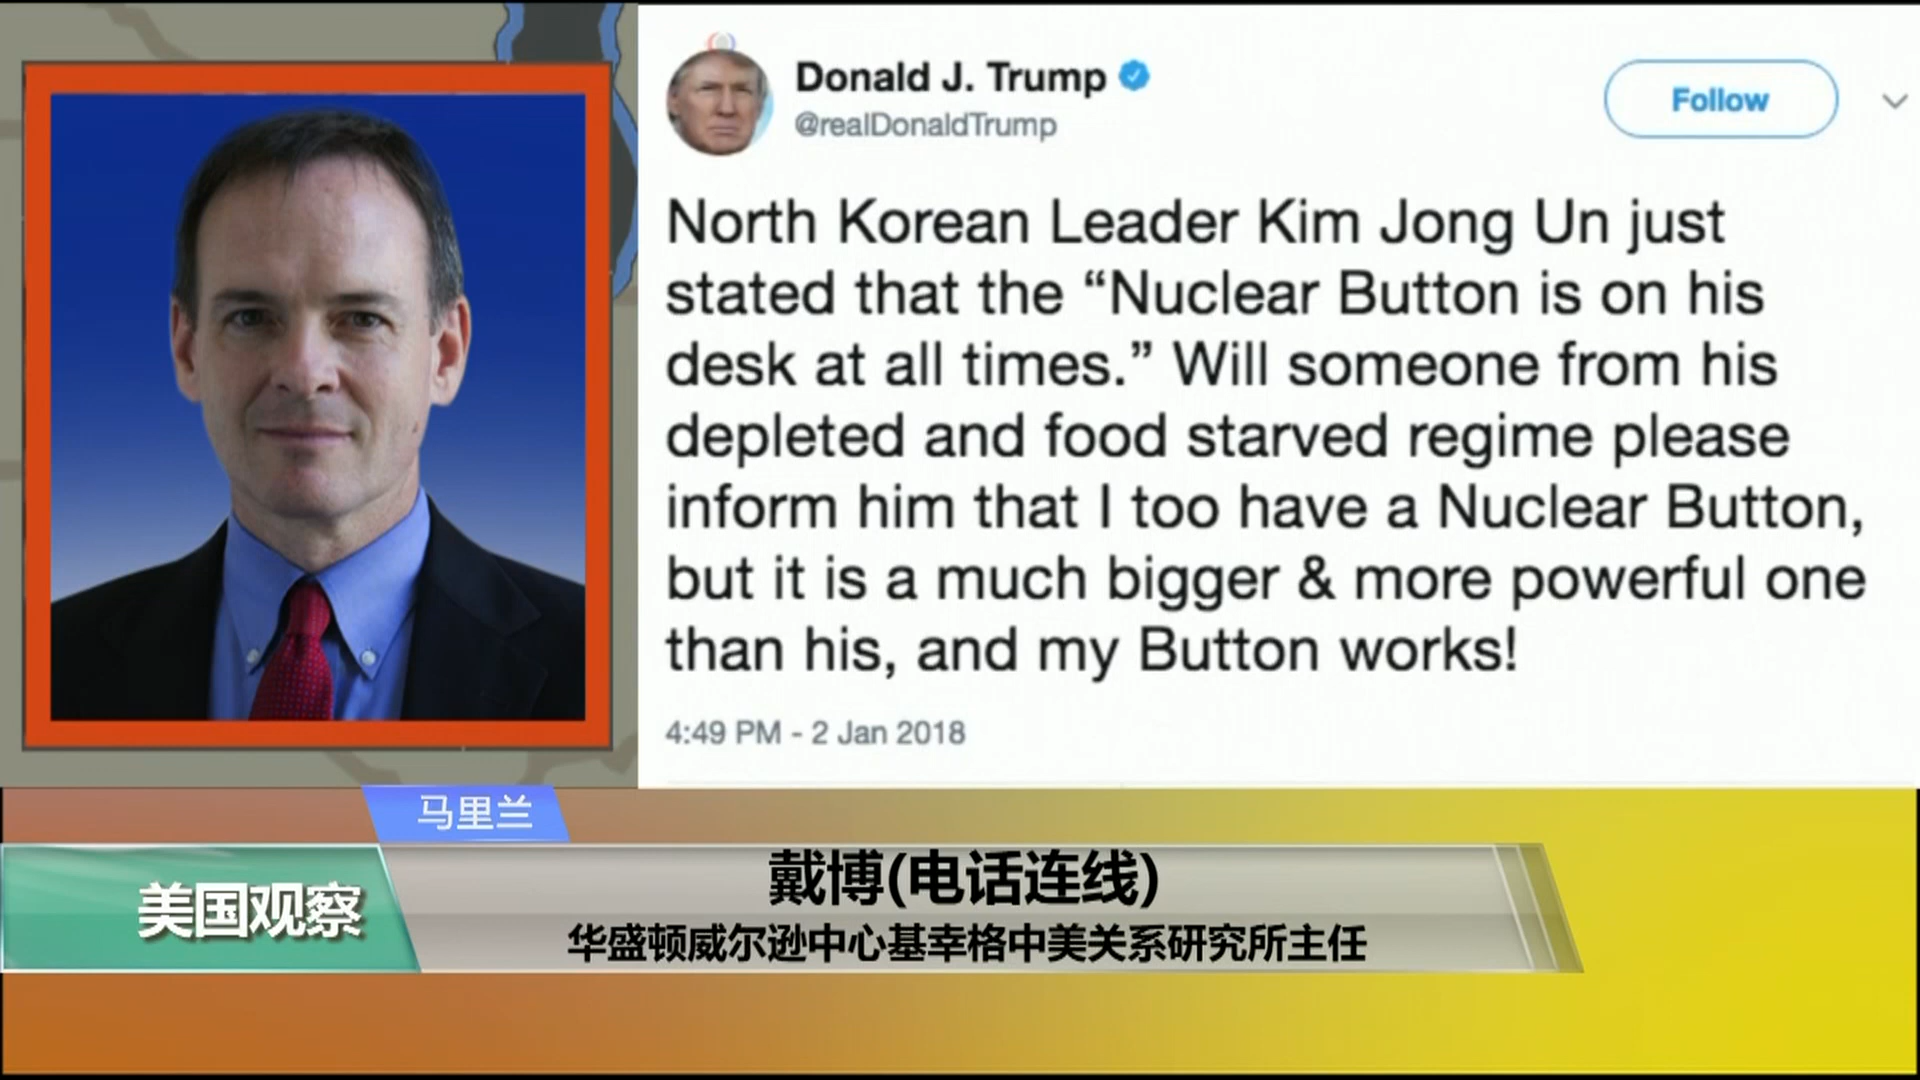 Donald J. Trump
@realDonaldTrump
Follow
North Korean Leader Kim Jong Un just
stated that the “Nuclear Button is on his
desk at all times.” Will someone from his
depleted and food starved regime please
inform him that I too have a Nuclear Button,
but it is a much bigger & more powerful one
than his, and my Button works!
4:49 PM - 2 Jan 2018
马里兰
美国观察
戴博(电话连线)
华盛顿威尔逊中心基辛格中美关系研究所主任